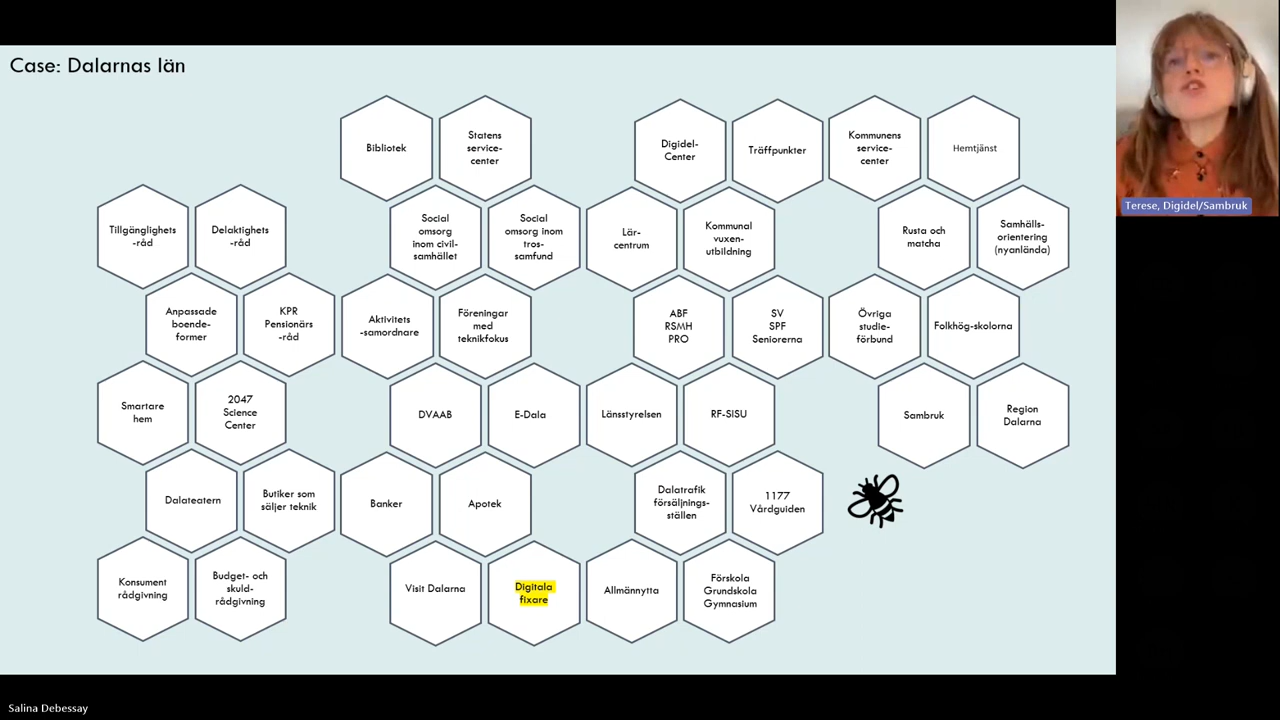 Case: Dalarnas län
Bibliotek
Statens
service-
center
Digidel-
Center
Träffpunkter
Kommunens
service-
center
Hemtjänst
Tillgänglighets
-råd
Delaktighets
-råd
Social
omsorg
inom civil-
samhället
Social
omsorg inom
tros-
samfund
Lär-
centrum
Kommunal
vuxen-
utbildning
Rusta och
matcha
Samhälls-
orientering
(nyanlända)
Anpassade
boende-
former
KPR
Pensionärs
-råd
Aktivitets
-samordnare
Föreningar
med
teknikfokus
ABF
RSMH
PRO
SV
SPF
Seniorerna
Övriga
studie-
förbund
Folkhög-skolorna
Smartare
hem
2047
Science
Center
DVAAB
E-Dala
Länsstyrelsen
RF-SISU
Sambruk
Region
Dalarna
Dalateatern
Butiker som
säljer teknik
Banker
Apotek
Dalatrafik
försäljnings-
ställen
1177
Vårdguiden
Konsument
rådgivning
Budget- och
skuld-
rådgivning
Visit Dalarna
Digitala
fixare
Allmännytta
Förskola
Grundskola
Gymnasium
Terese, Digidel/Sambruk
Salina Debessay